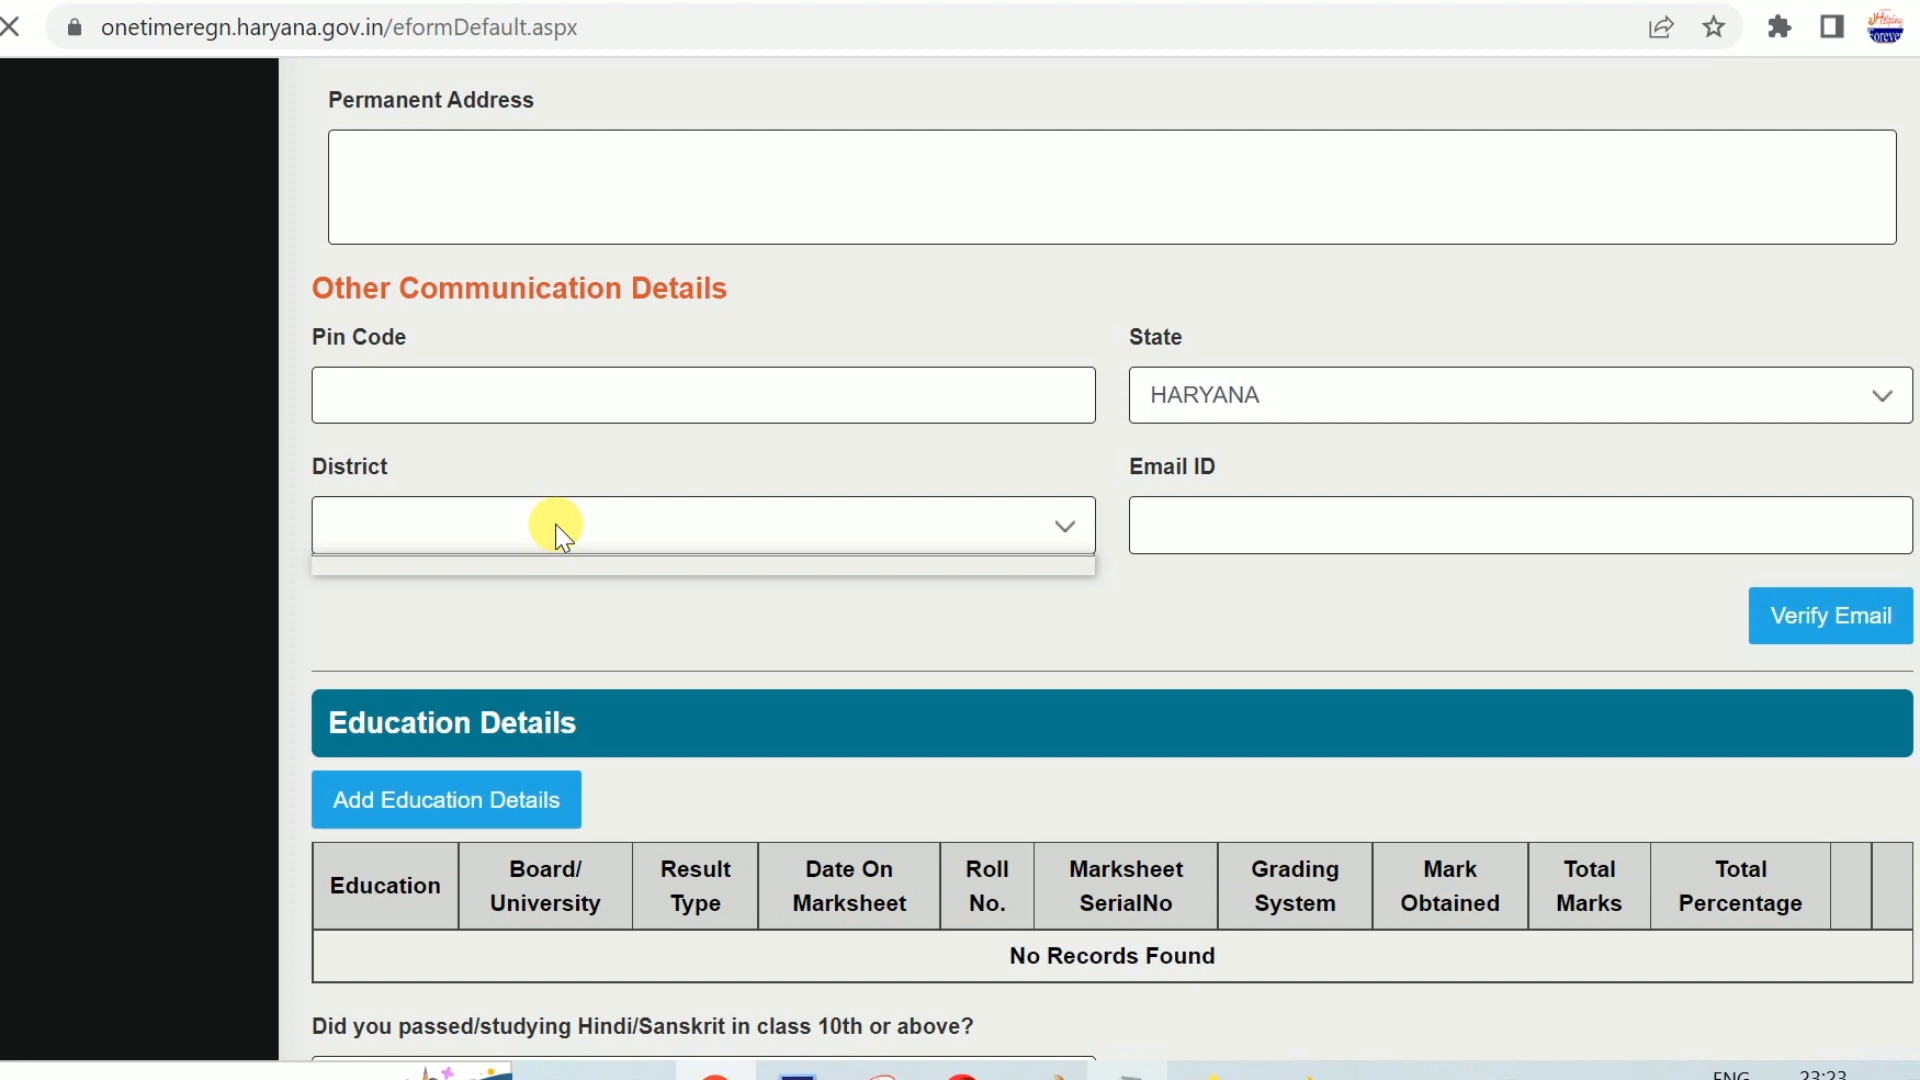 onetimeregn.haryana.gov.in/eformDefault.aspx
Permanent Address
Other Communication Details
Pin Code
State
HARYANA
District
Email ID
Verify Email
Education Details
Add Education Details
Education
Board/
University
Result
Type
Date On
Marksheet
Roll
No.
Marksheet
SerialNo
Grading
System
Mark
Obtained
Total
Marks
Total
Percentage
No Records Found
Did you passed/studying Hindi/Sanskrit in class 10th or above?
ENG
23:23